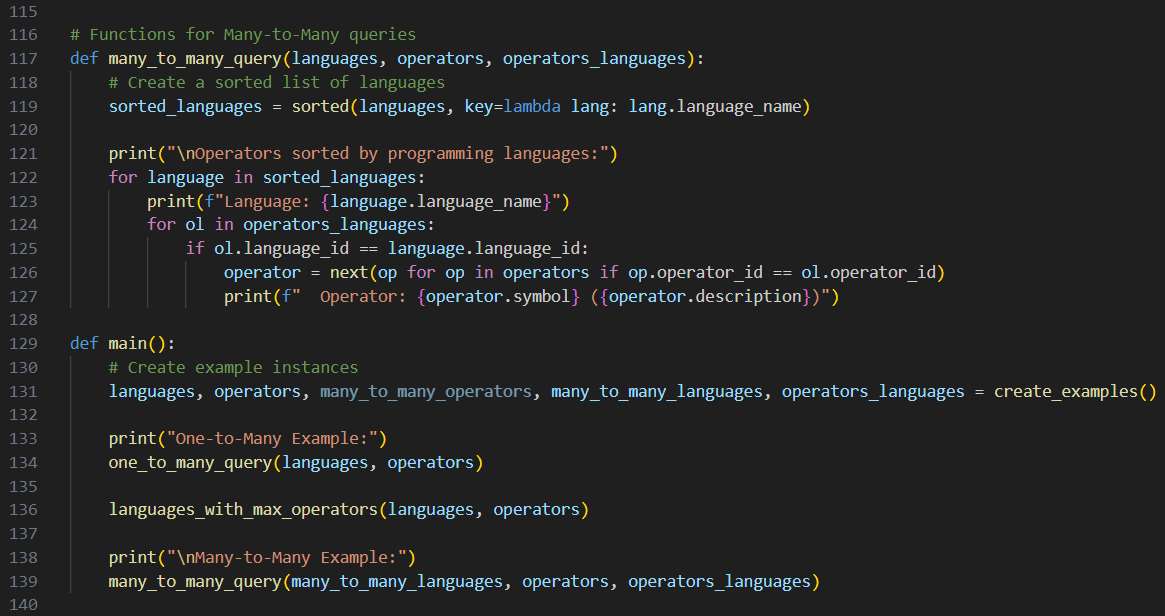 115
116 # Functions for Many-to-Many queries
117 def many_to_many_query(languages, operators, operators_languages):
118     # Create a sorted list of languages
119     sorted_languages = sorted(languages, key=lambda lang: lang.language_name)
120
121     print("\nOperators sorted by programming languages:")
122     for language in sorted_languages:
123         print(f"Language: {language.language_name}")
124         for ol in operators_languages:
125             if ol.language_id == language.language_id:
126                 operator = next(op for op in operators if op.operator_id == ol.operator_id)
127                 print(f"  Operator: {operator.symbol} ({operator.description})")
128
129 def main():
130     # Create example instances
131     languages, operators, many_to_many_operators, many_to_many_languages, operators_languages = create_examples()
132
133     print("One-to-Many Example:")
134     one_to_many_query(languages, operators)
135
136     languages_with_max_operators(languages, operators)
137
138     print("\nMany-to-Many Example:")
139     many_to_many_query(many_to_many_languages, operators, operators_languages)
140